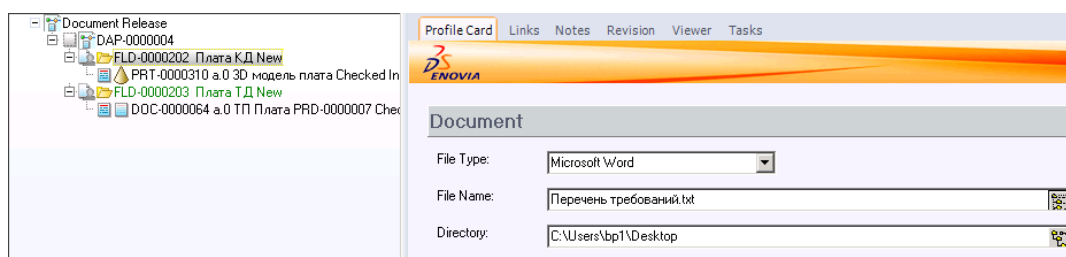 Document Release
DAP-0000004
FLD-0000202 Плата КД New
PRT-0000310 a.0 3D модель плата Checked In
FLD-0000203 Плата ТД New
DOC-0000064 a.0 ТП Плата PRD-0000007 Chec
Profile Card Links Notes Revision Viewer Tasks
ENOVIA
Document
File Type: Microsoft Word
File Name: Перечень требований.txt
Directory: C:\Users\bp1\Desktop